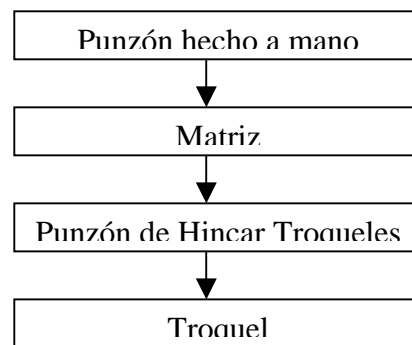 Punzón hecho a mano
Matriz
Punzón de Hincar Troqueles
Troquel